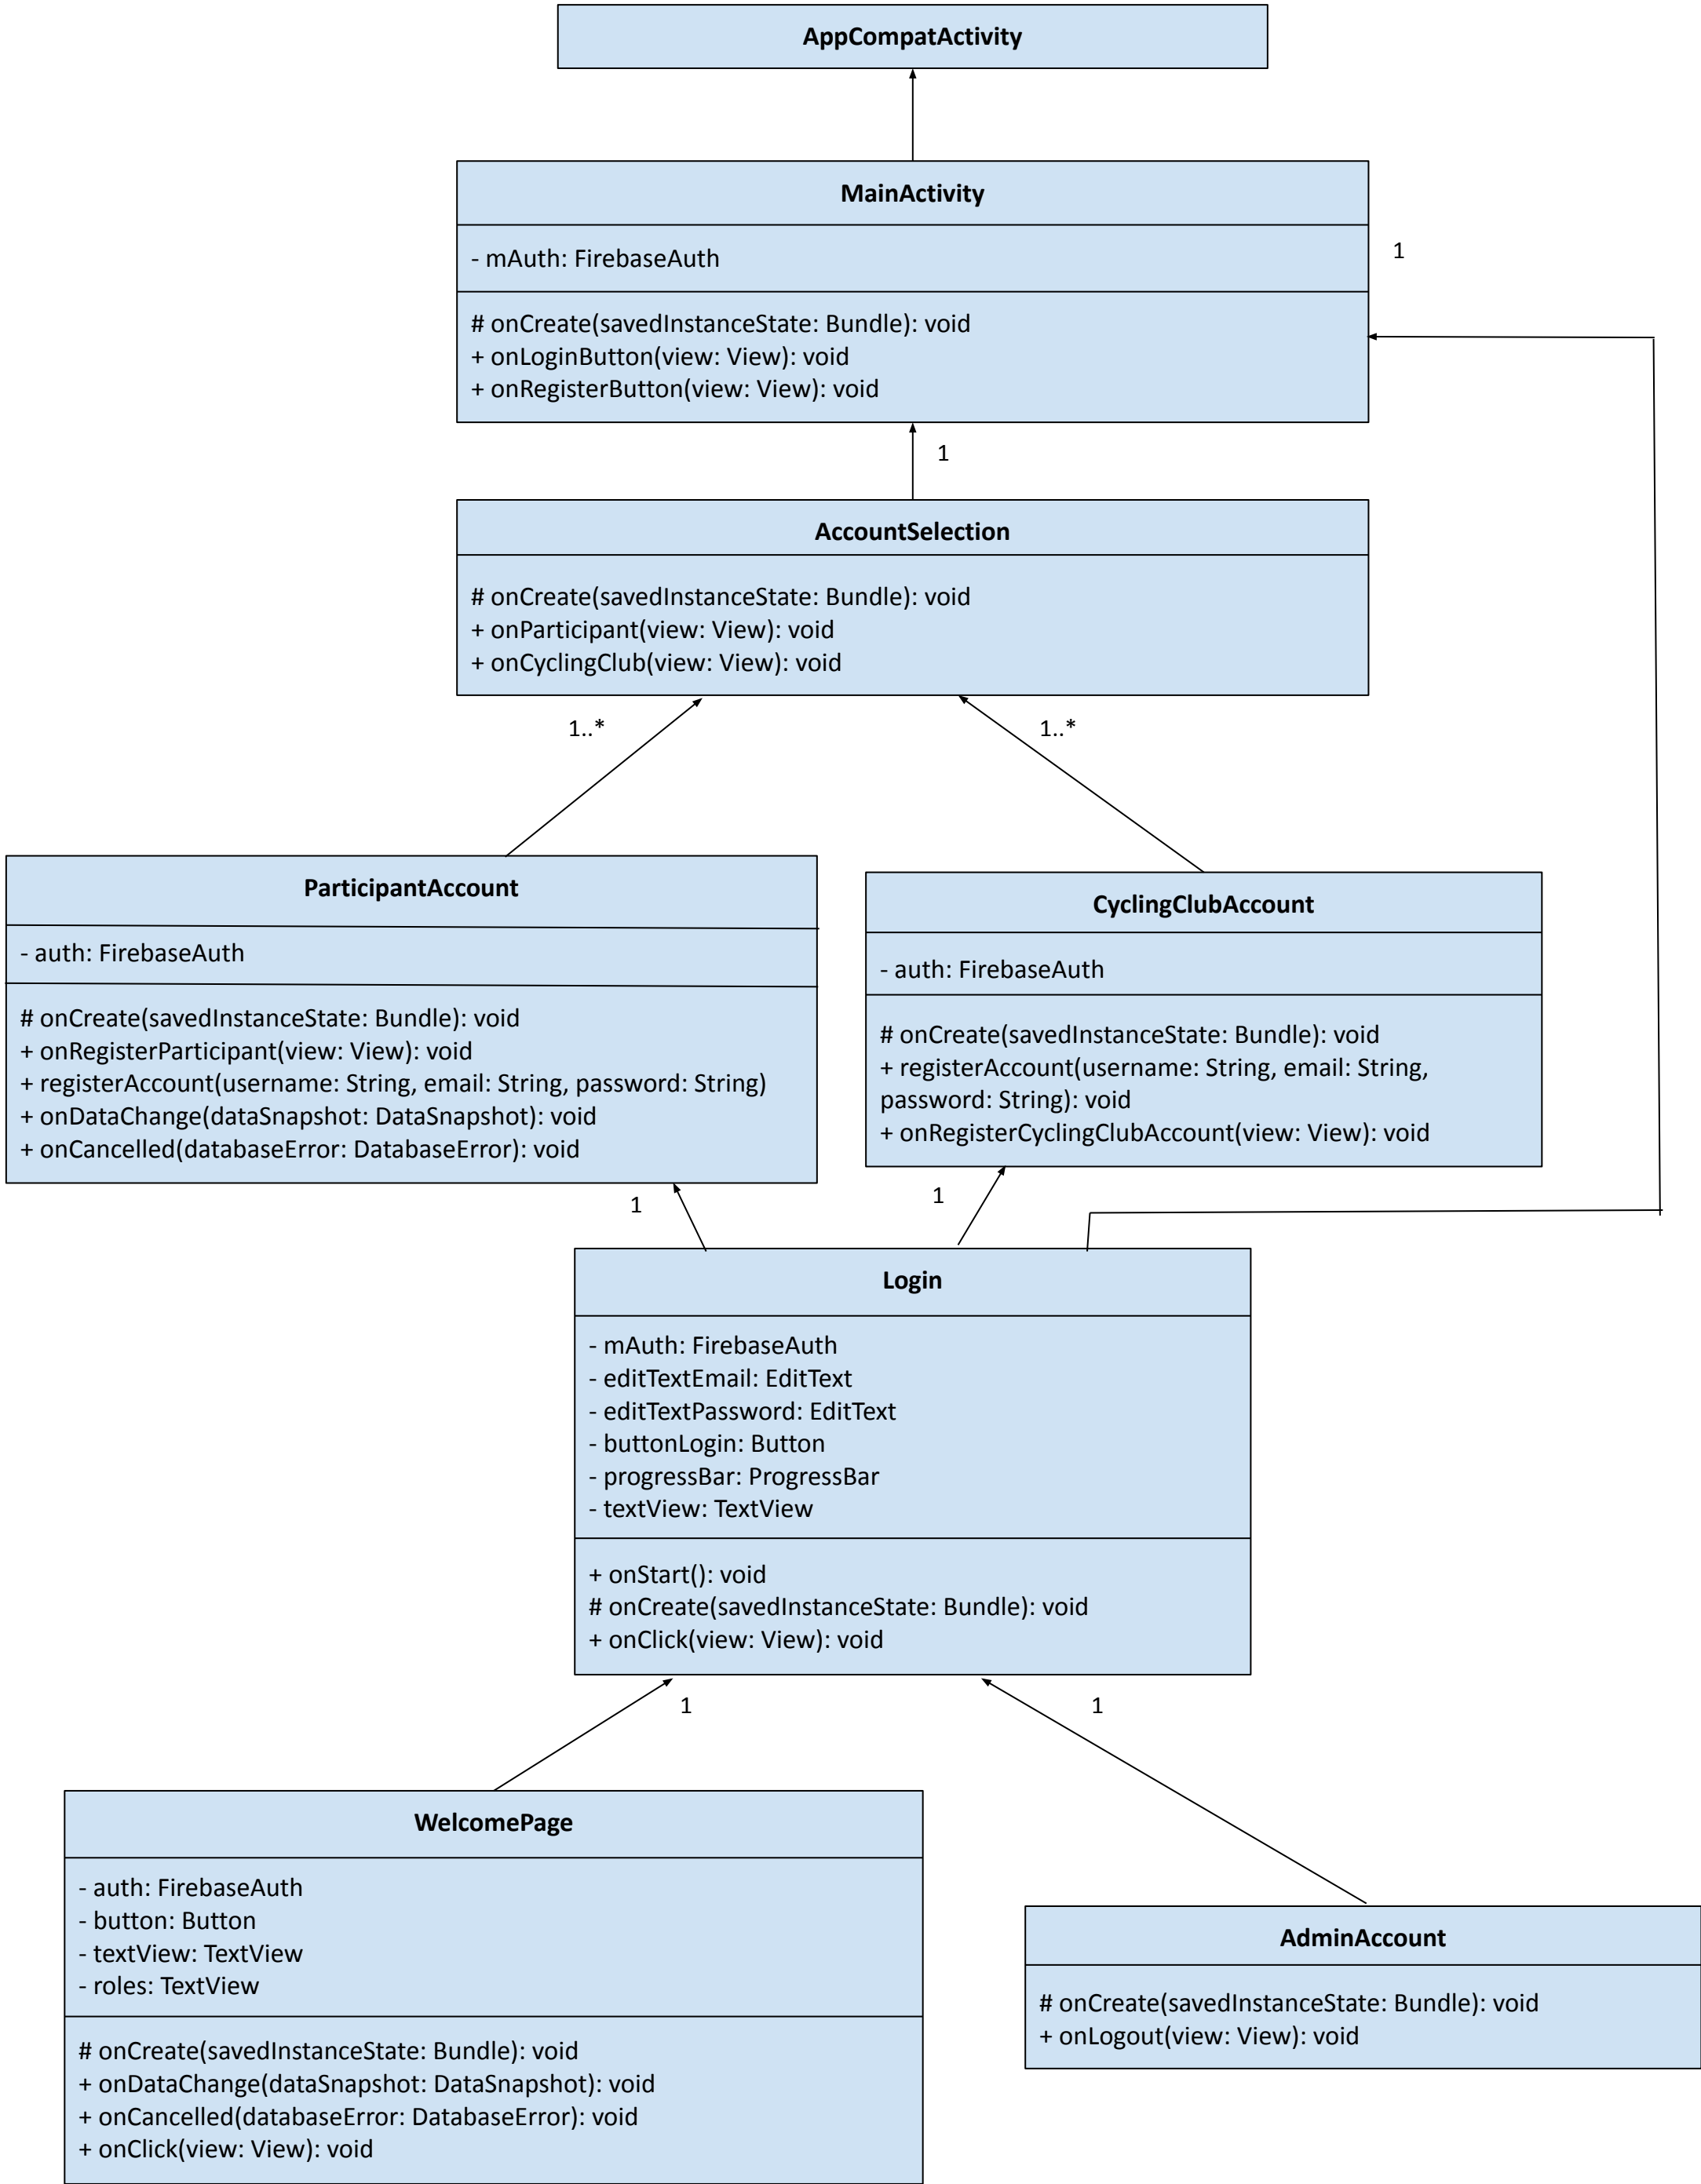 AppCompatActivity
MainActivity
- mAuth: FirebaseAuth
1
# onCreate(savedInstanceState: Bundle): void
+ onLoginButton(view: View): void
+ onRegisterButton(view: View): void
1
AccountSelection
# onCreate(savedInstanceState: Bundle): void
+ onParticipant(view: View): void
+ onCyclingClub(view: View): void
1..*
1..*
ParticipantAccount
- auth: FirebaseAuth
# onCreate(savedInstanceState: Bundle): void
+ onRegisterParticipant(view: View): void
+ registerAccount(username: String, email: String, password: String)
+ onDataChange(dataSnapshot: DataSnapshot): void
+ onCancelled(databaseError: DatabaseError): void
CyclingClubAccount
- auth: FirebaseAuth
# onCreate(savedInstanceState: Bundle): void
+ registerAccount(username: String, email: String,
password: String): void
+ onRegisterCyclingClubAccount(view: View): void
1
1
Login
- mAuth: FirebaseAuth
- editTextEmail: EditText
- editTextPassword: EditText
- buttonLogin: Button
- progressBar: ProgressBar
- textView: TextView
+ onStart(): void
# onCreate(savedInstanceState: Bundle): void
+ onClick(view: View): void
1
1
WelcomePage
- auth: FirebaseAuth
- button: Button
- textView: TextView
- roles: TextView
# onCreate(savedInstanceState: Bundle): void
+ onDataChange(dataSnapshot: DataSnapshot): void
+ onCancelled(databaseError: DatabaseError): void
+ onClick(view: View): void
AdminAccount
# onCreate(savedInstanceState: Bundle): void
+ onLogout(view: View): void